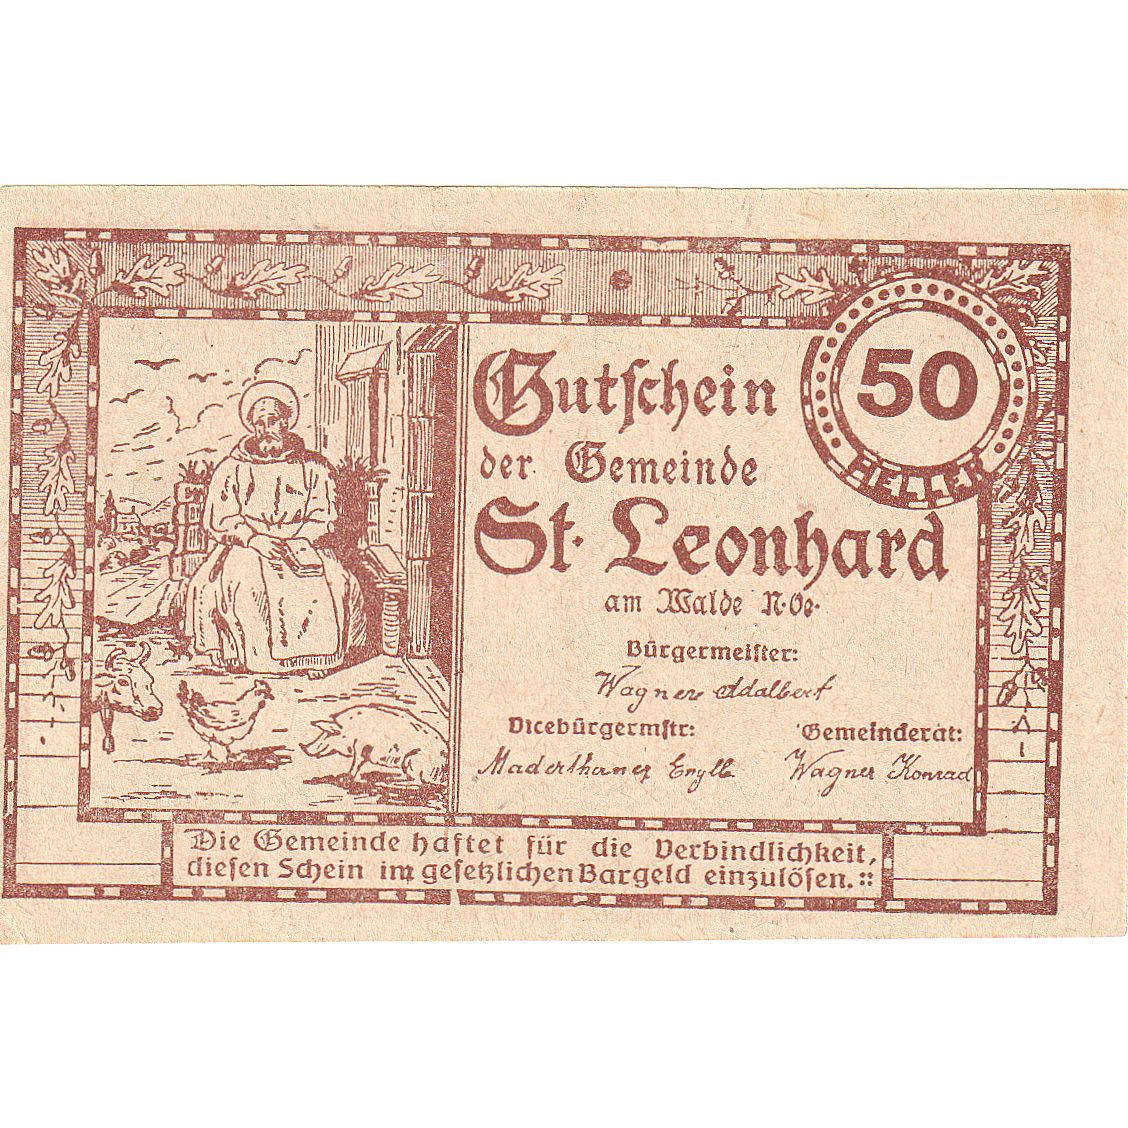 Gutschein
50
HELLER
der Gemeinde
St. Leonhard
am Walde N.Oe.
Bürgermeister:
Wagner Adalbert
Vicebürgermstr: Gemeinderat:
Maderthaner Wagner Konrad
Die Gemeinde haftet für die Verbindlichkeit,
diesen Schein im gesetzlichen Bargeld einzulösen. ::